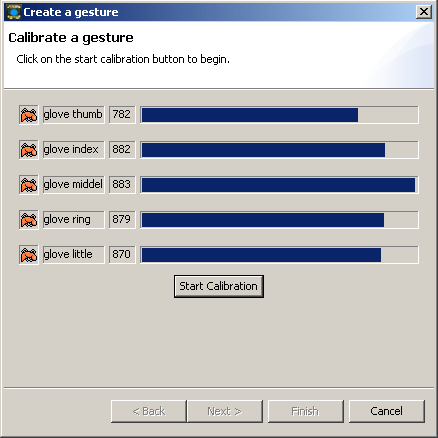 Create a gesture
Calibrate a gesture
Click on the start calibration button to begin.
glove thumb 782
glove index 882
glove middel 883
glove ring 879
glove little 870
Start Calibration
< Back Next > Finish Cancel